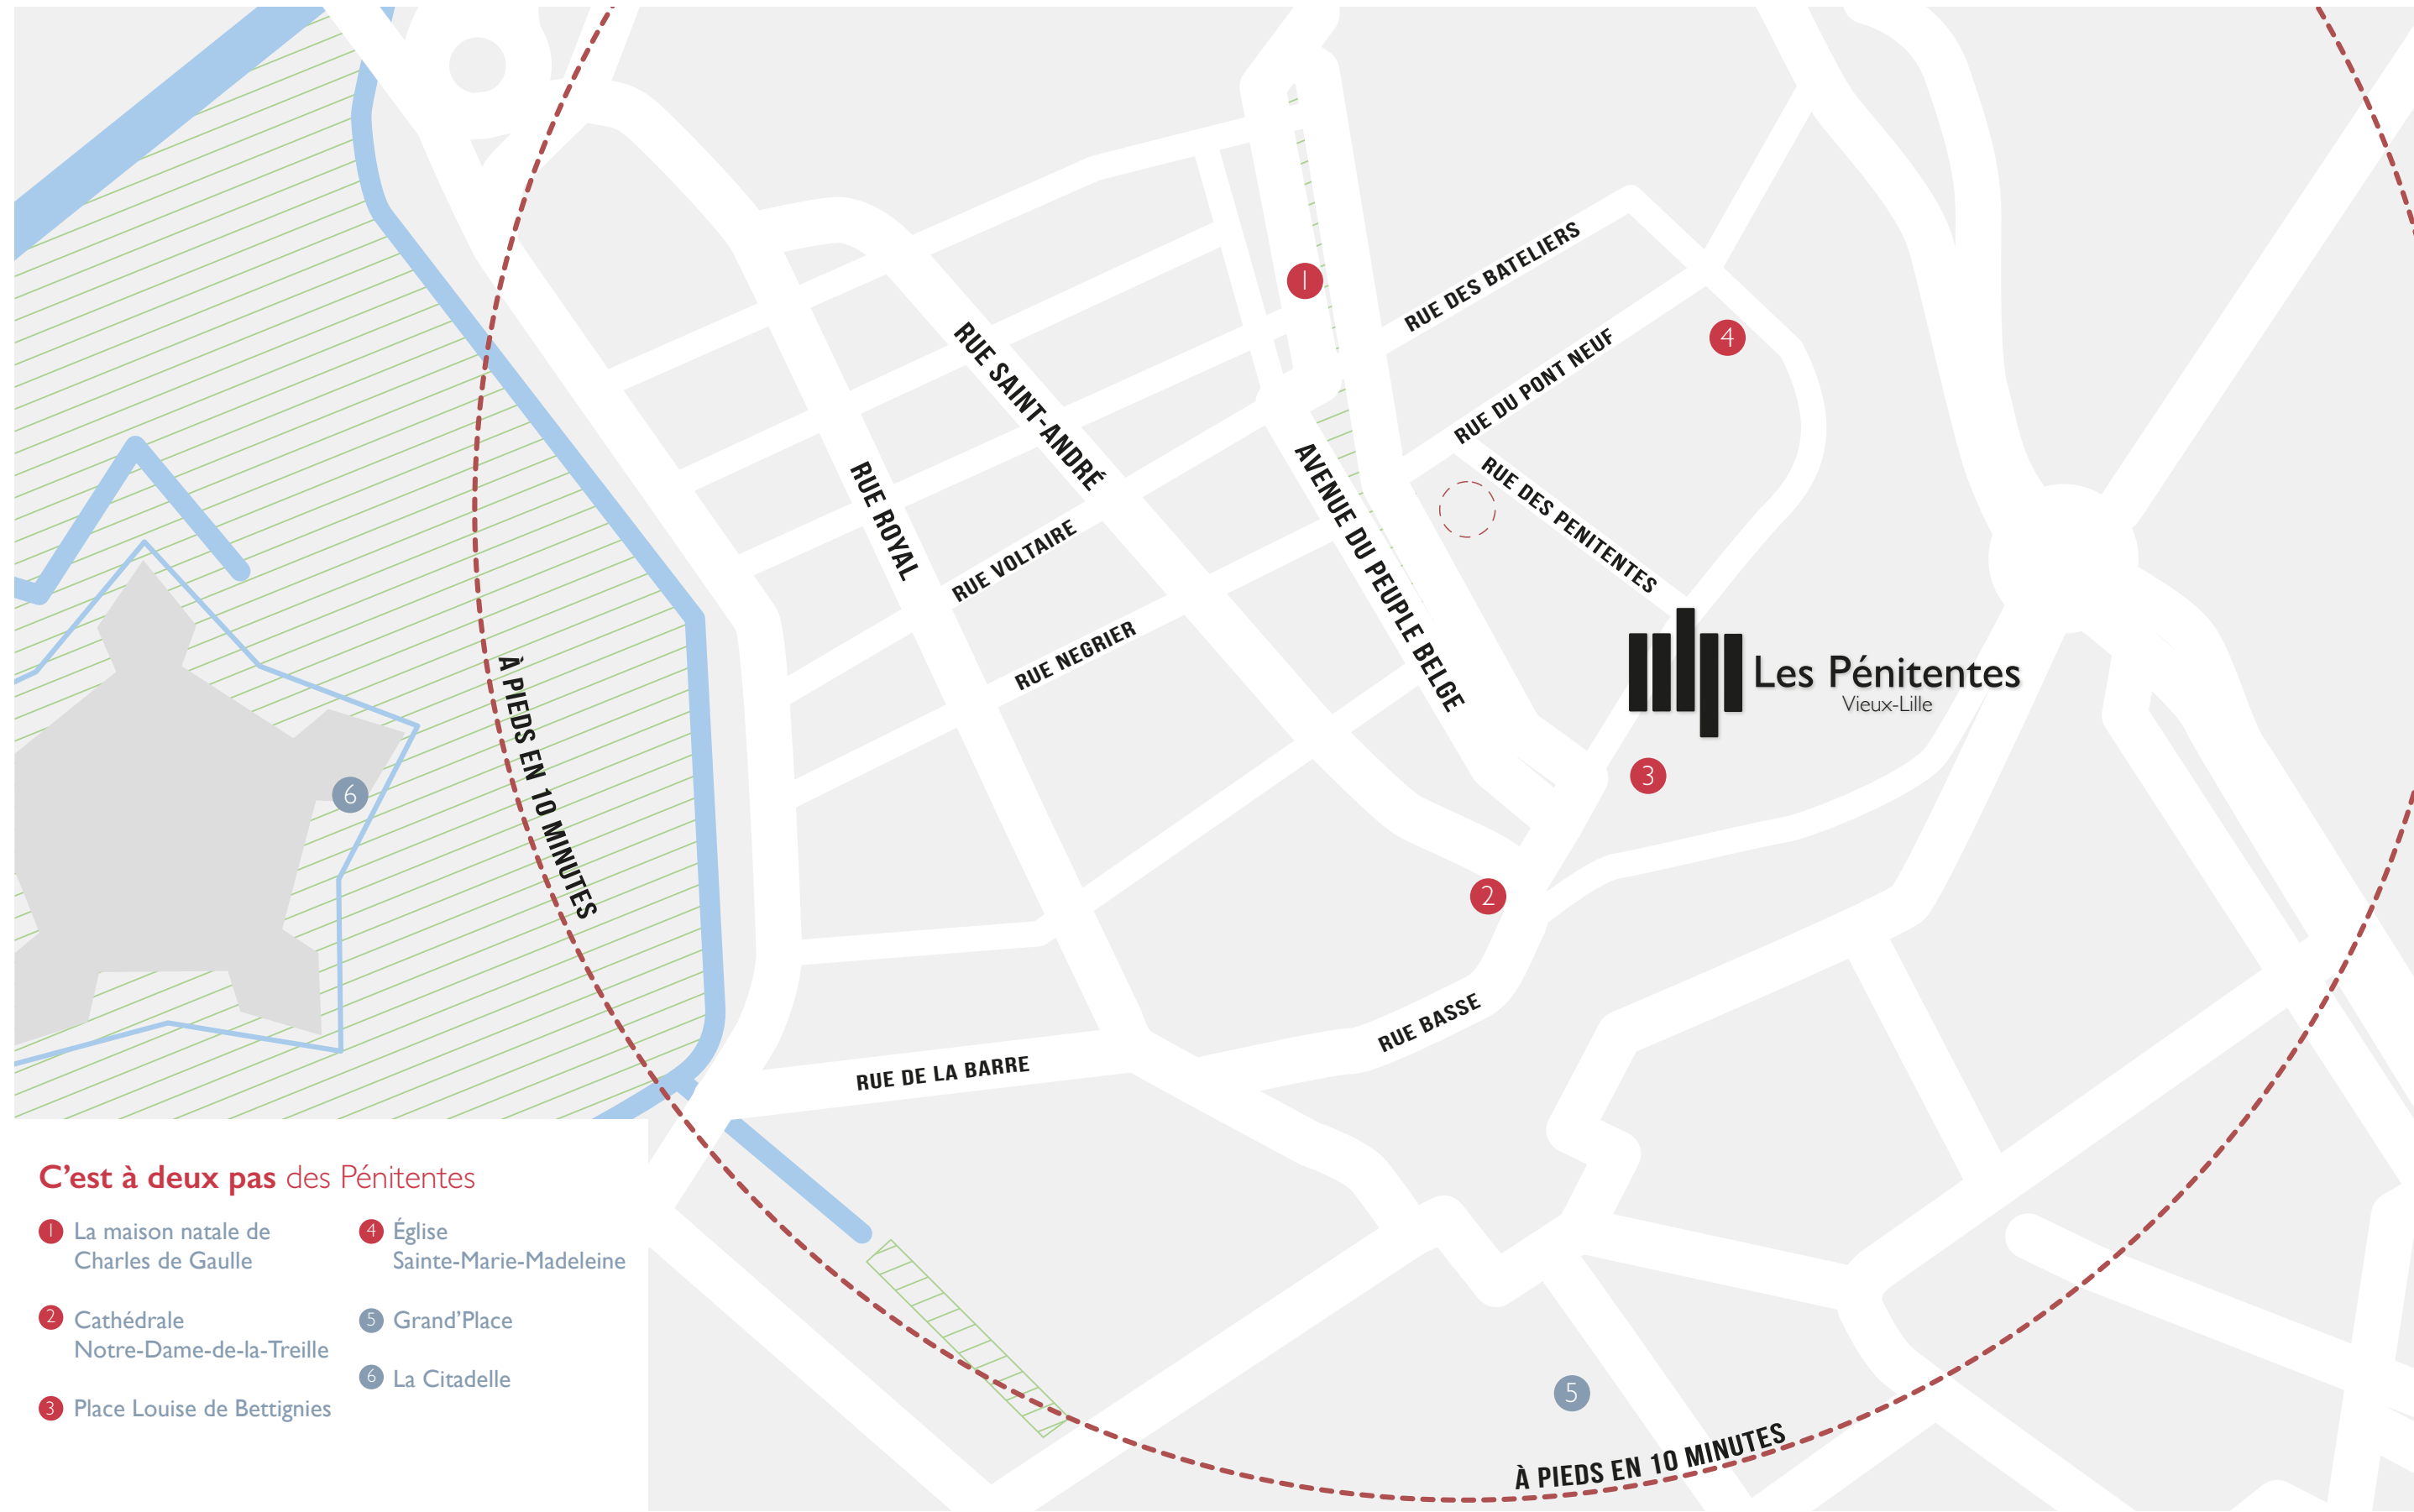 RUE DES BATELIERS
1
4
RUE SAINT-ANDRÉ
RUE DU PONT NEUF
RUE ROYAL
AVENUE DU PEUPLE BELGE
RUE DES PENITENTES
RUE VOLTAIRE
RUE NEGRIER
Les Pénitentes
Vieux-Lille
À PIEDS EN 10 MINUTES
6
3
2
RUE BASSE
RUE DE LA BARRE
C’est à deux pas des Pénitentes
1 La maison natale de
Charles de Gaulle
2 Cathédrale
Notre-Dame-de-la-Treille
3 Place Louise de Bettignies
4 Église
Sainte-Marie-Madeleine
5 Grand’Place
6 La Citadelle
5
À PIEDS EN 10 MINUTES